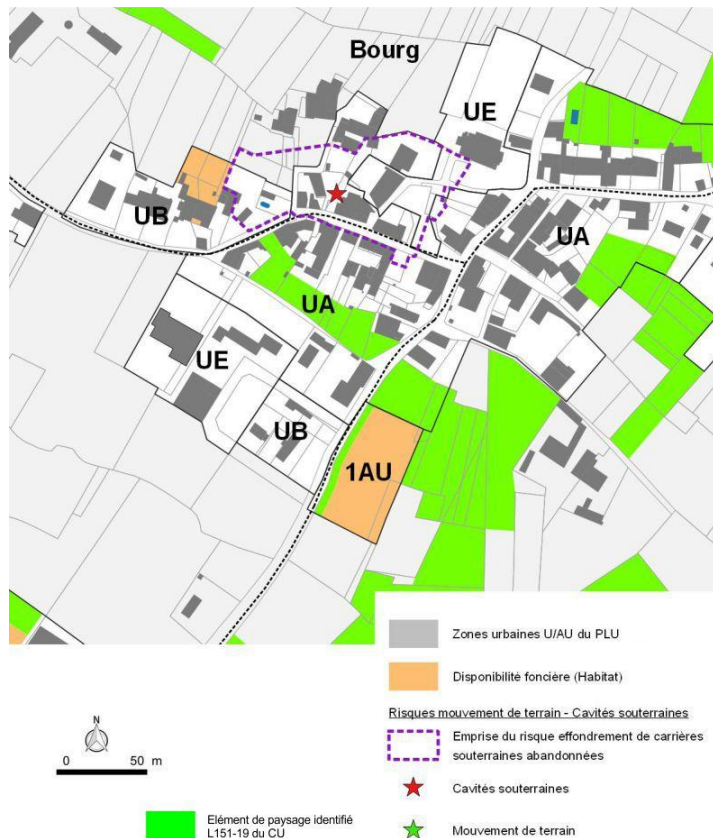 Bourg
UE
UB
UA
UA
UE
UB
1AU
Zones urbaines U/AU du PLU
Disponibilité foncière (Habitat)
Risques mouvement de terrain - Cavités souterraines
Emprise du risque effondrement de carrières
souterraines abandonnées
Cavités souterraines
Mouvement de terrain
N
0 50 m
Elément de paysage identifié
L151-19 du CU